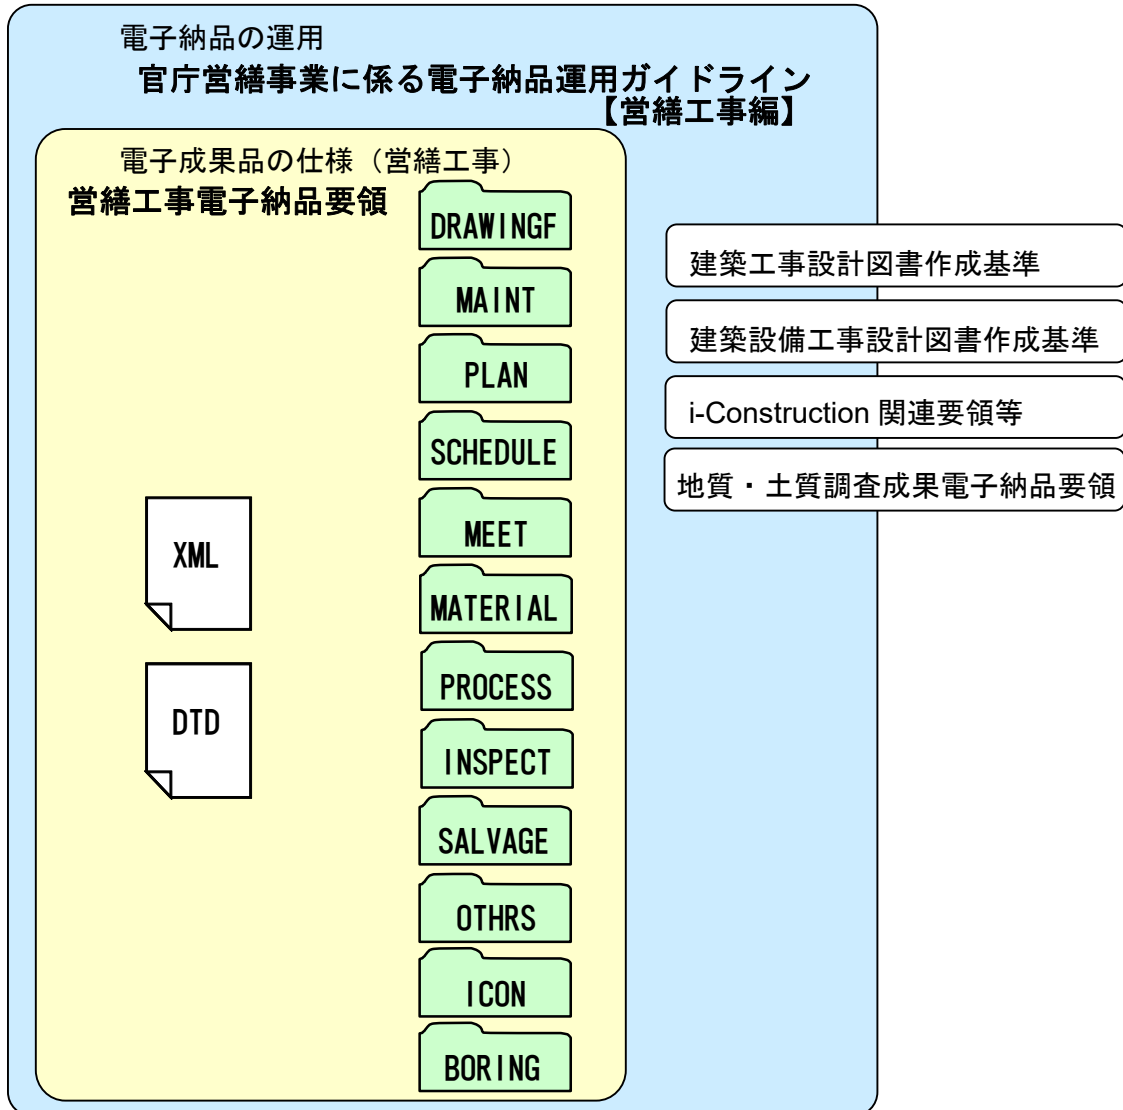 電子納品の運用
官庁営繕事業に係る電子納品運用ガイドライン
【営繕工事編】
電子成果品の仕様（営繕工事）
営繕工事電子納品要領
DRAWINGF
MAINT
PLAN
SCHEDULE
MEET
MATERIAL
PROCESS
INSPECT
SALVAGE
OTHRS
ICON
BORING
XML
DTD
建築工事設計図書作成基準
建築設備工事設計図書作成基準
i-Construction 関連要領等
地質・土質調査成果電子納品要領